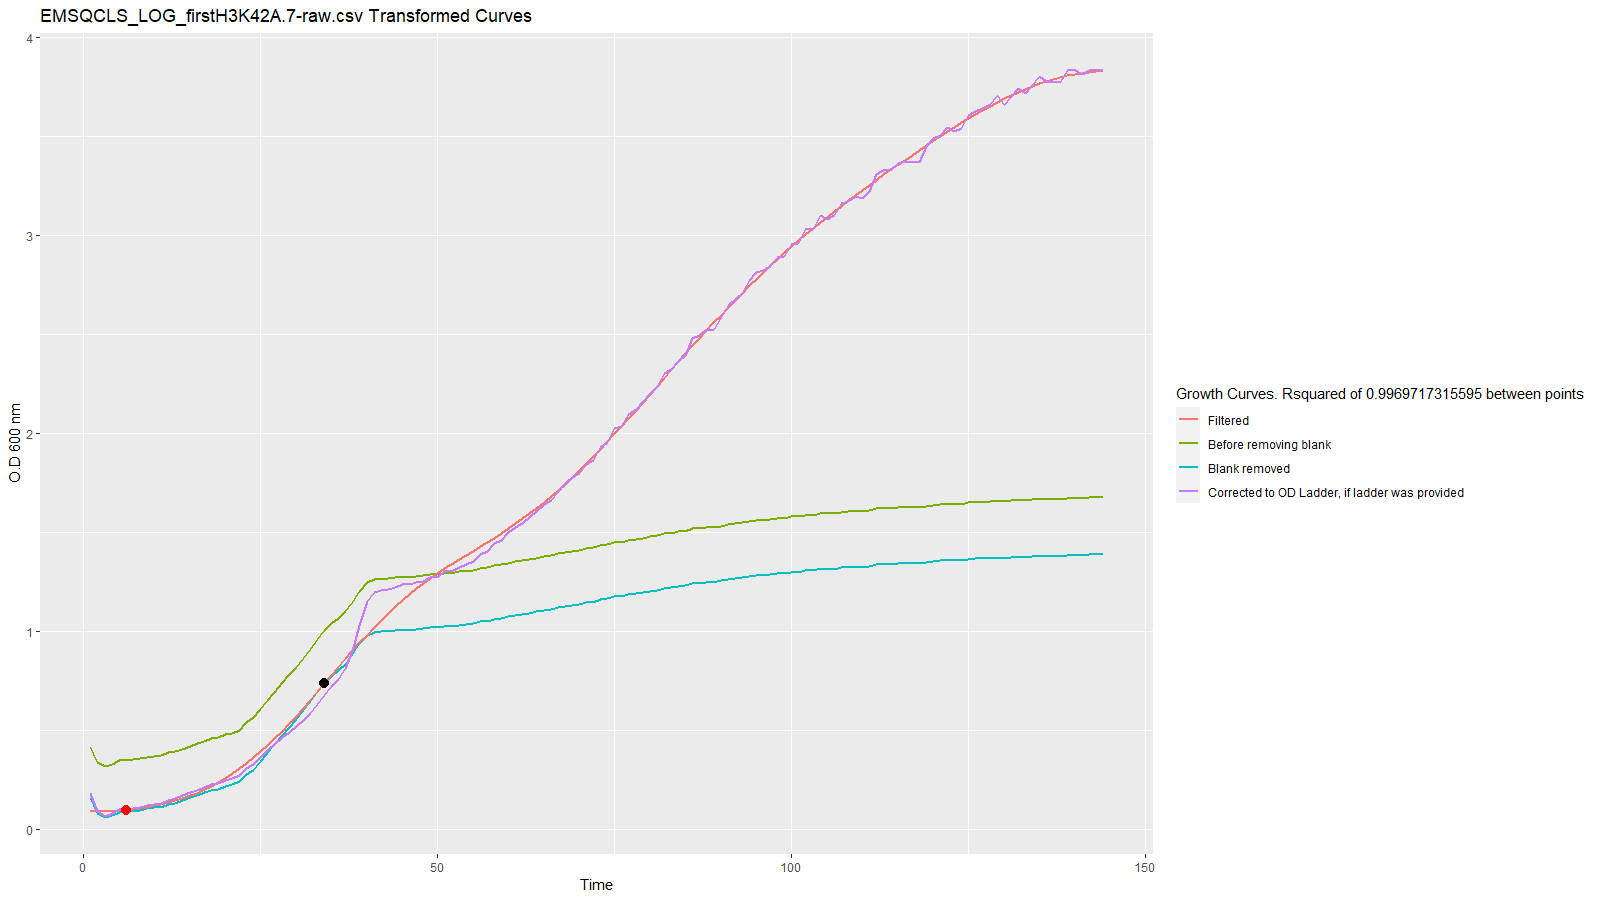 EMSQCLS_LOG_firstH3K42A.7-raw.csv Transformed Curves
4
3
2
1
0
O.D 600 nm
0
50
100
150
Time
Growth Curves. Rsquared of 0.9969717315595 between points
Filtered
Before removing blank
Blank removed
Corrected to OD Ladder, if ladder was provided